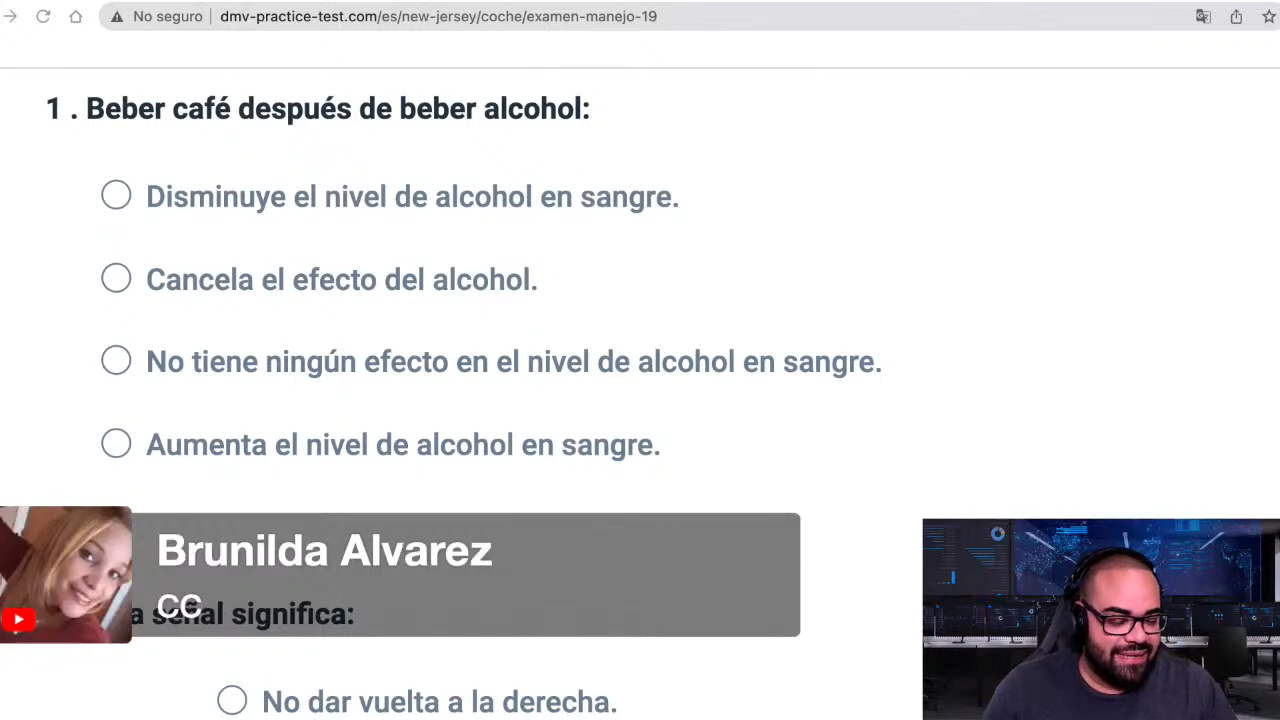 No seguro
dmv-practice-test.com/es/new-jersey/coche/examen-manejo-19
1 . Beber café después de beber alcohol:
Disminuye el nivel de alcohol en sangre.
Cancela el efecto del alcohol.
No tiene ningún efecto en el nivel de alcohol en sangre.
Aumenta el nivel de alcohol en sangre.
Brunilda Alvarez
CC
a señal significa:
No dar vuelta a la derecha.